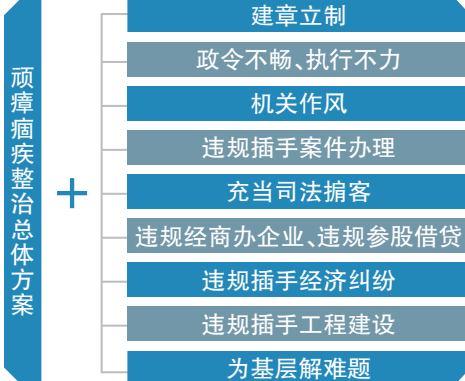 顽瘴痼疾整治总体方案
+
建章立制
政令不畅、执行不力
机关作风
违规插手案件办理
充当司法掮客
违规经商办企业、违规参股借贷
违规插手经济纠纷
违规插手工程建设
为基层解难题